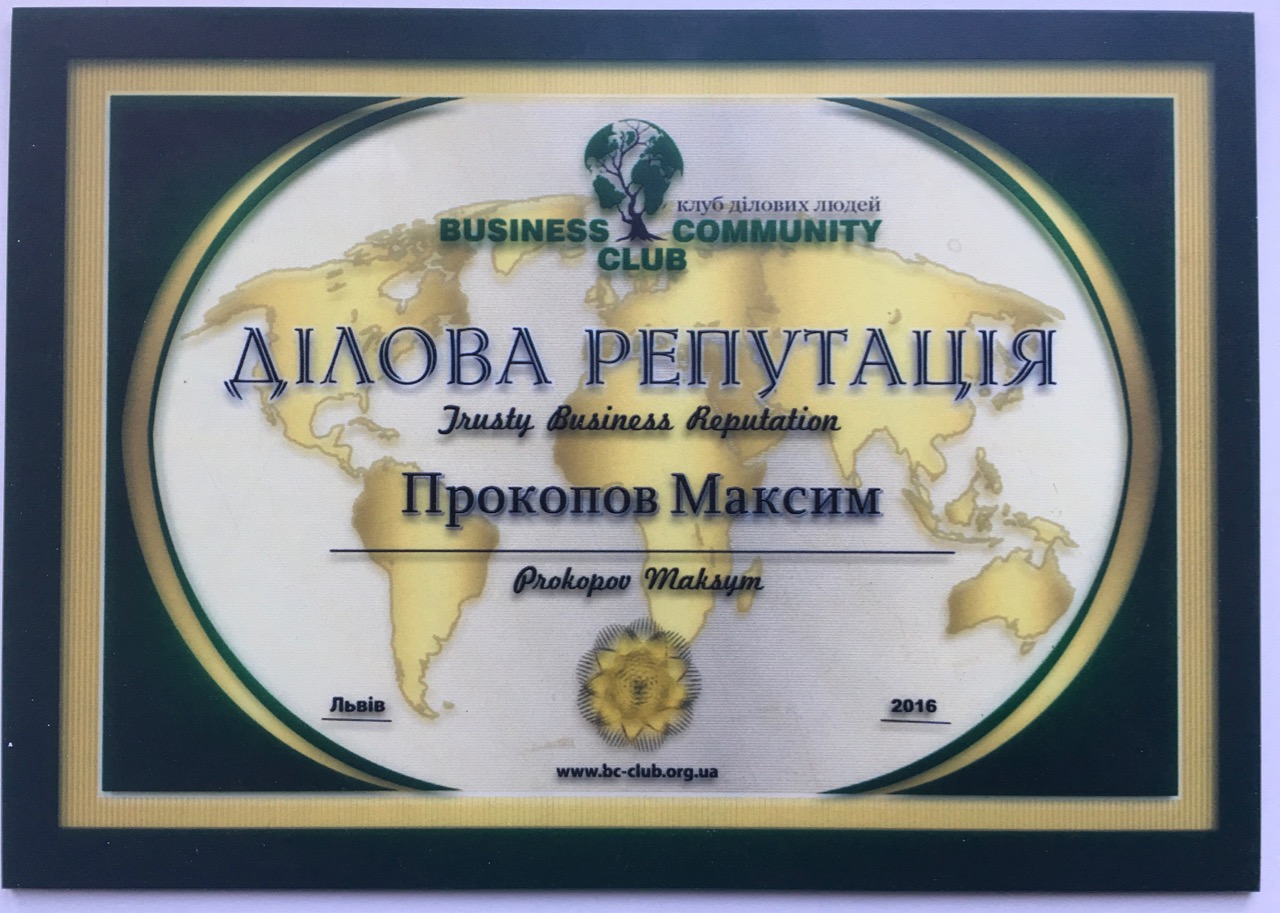 клуб ділових людей
BUSINESS COMMUNITY
CLUB
ДІЛОВА РЕПУТАЦІЯ
Trusty Business Reputation
Прокопов Максим
Prokopov Maksym
Львів 2016
www.bc-club.org.ua